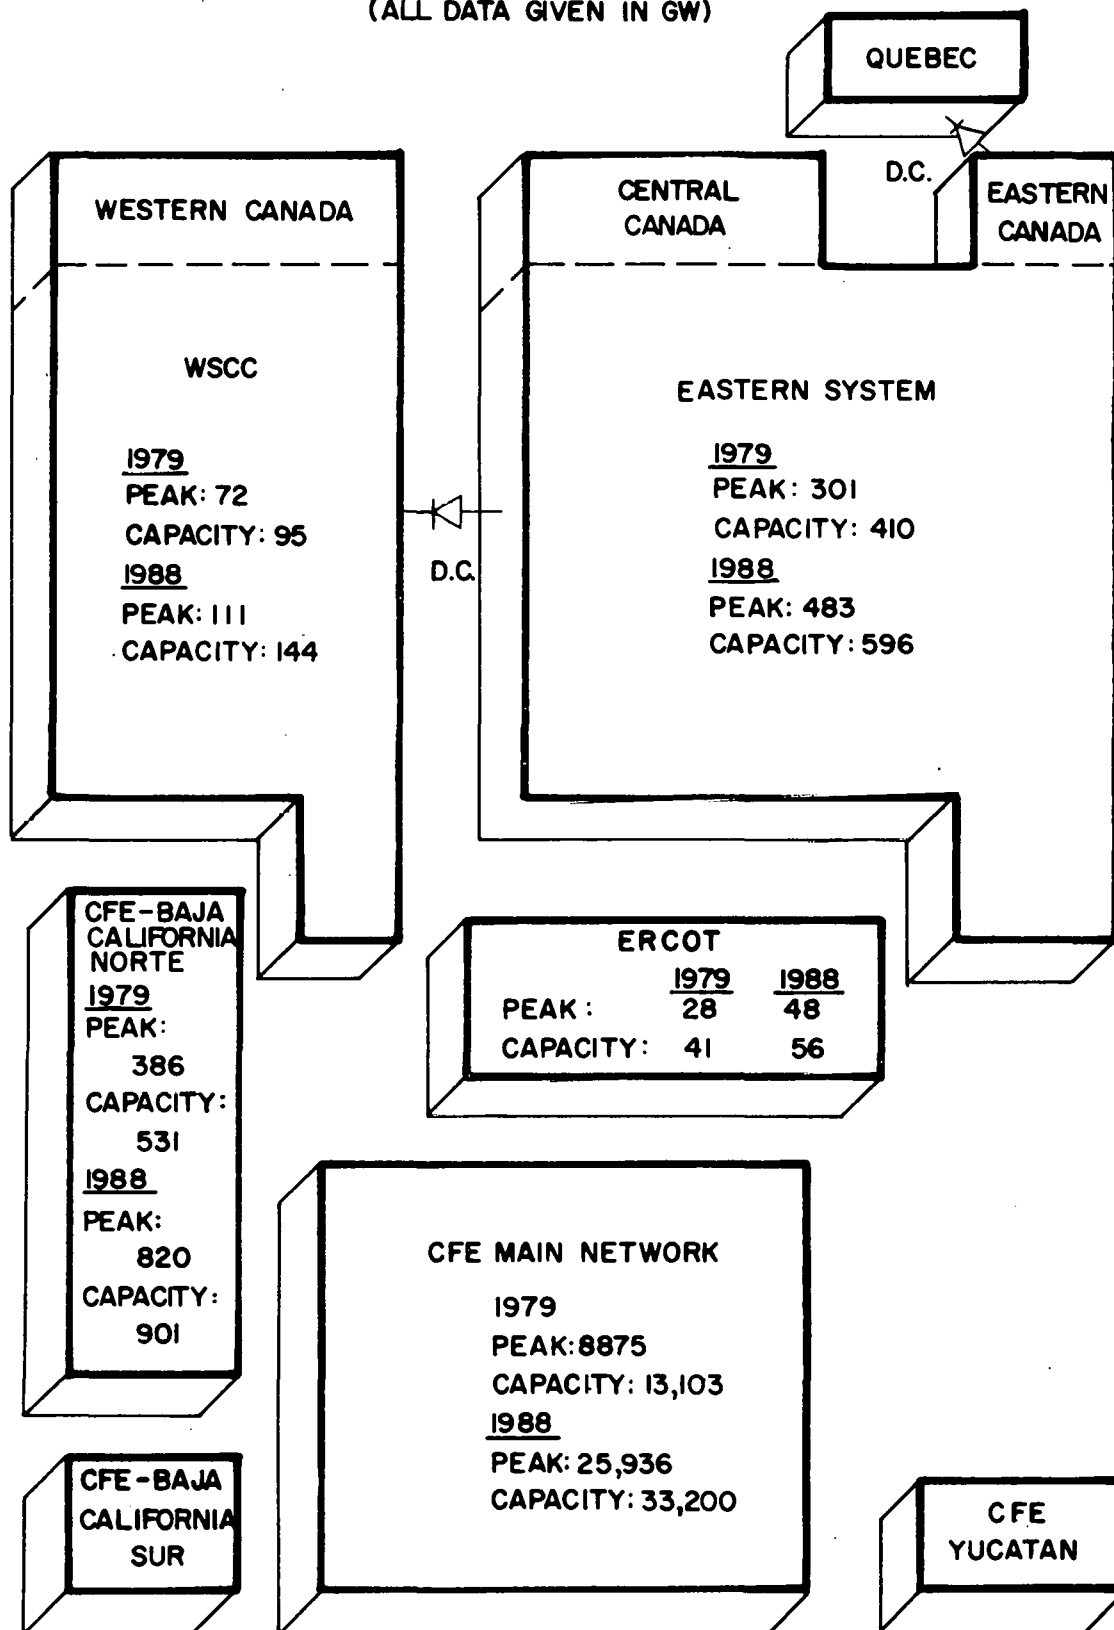 (ALL DATA GIVEN IN GW)
QUEBEC
D.C.
WESTERN CANADA
CENTRAL
CANADA
EASTERN
CANADA
WSCC
1979
PEAK: 72
CAPACITY: 95
1988
PEAK: 111
CAPACITY: 144
D.C.
EASTERN SYSTEM
1979
PEAK: 301
CAPACITY: 410
1988
PEAK: 483
CAPACITY: 596
CFE-BAJA
CALIFORNIA
NORTE
1979
PEAK:
386
CAPACITY:
531
1988
PEAK:
820
CAPACITY:
901
ERCOT
1979 1988
PEAK: 28 48
CAPACITY: 41 56
CFE MAIN NETWORK
1979
PEAK: 8875
CAPACITY: 13,103
1988
PEAK: 25,936
CAPACITY: 33,200
CFE-BAJA
CALIFORNIA
SUR
CFE
YUCATAN